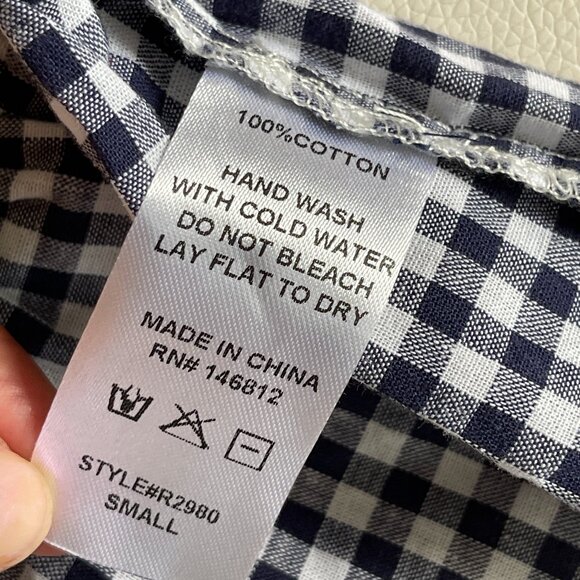 100%COTTON
HAND WASH
WITH COLD WATER
DO NOT BLEACH
LAY FLAT TO DRY
MADE IN CHINA
RN# 146812
STYLE#R2980
SMALL